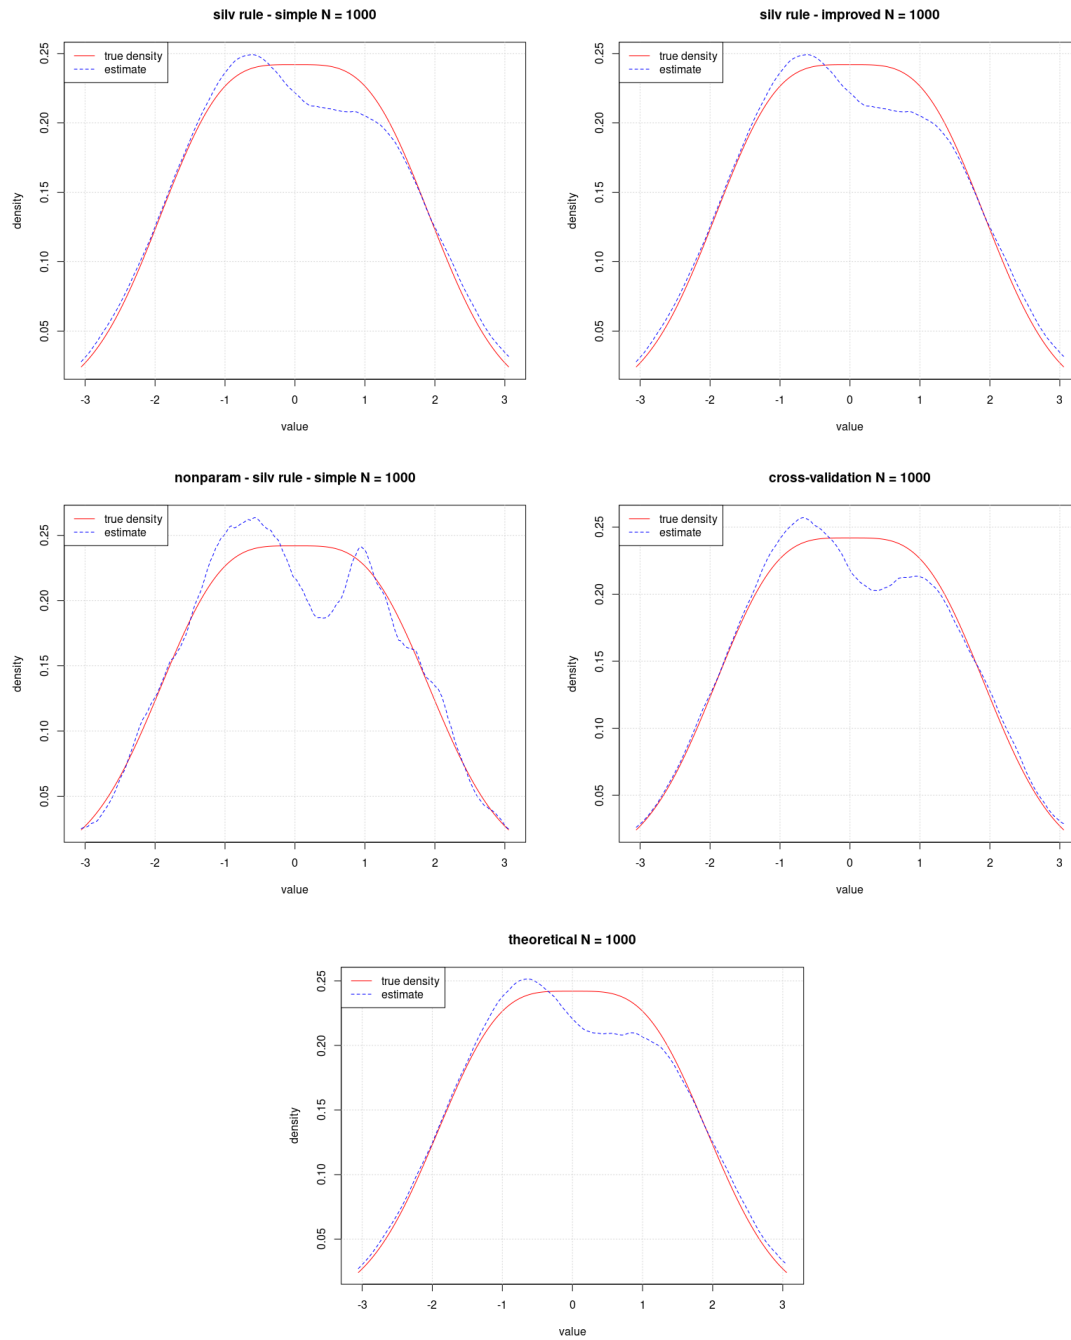 silv rule - simple N = 1000
true density
estimate
density
0.05 0.10 0.15 0.20 0.25
-3 -2 -1 0 1 2 3
value
silv rule - improved N = 1000
true density
estimate
density
0.05 0.10 0.15 0.20 0.25
-3 -2 -1 0 1 2 3
value
nonparam - silv rule - simple N = 1000
true density
estimate
density
0.05 0.10 0.15 0.20 0.25
-3 -2 -1 0 1 2 3
value
cross-validation N = 1000
true density
estimate
density
0.05 0.10 0.15 0.20 0.25
-3 -2 -1 0 1 2 3
value
theoretical N = 1000
true density
estimate
density
0.05 0.10 0.15 0.20 0.25
-3 -2 -1 0 1 2 3
value